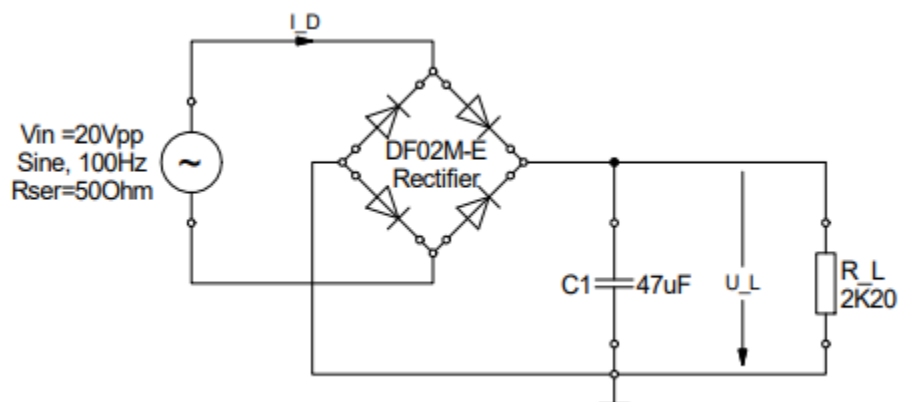 I_D
Vin =20Vpp
Sine, 100Hz
Rser=50Ohm
~
DF02M-E
Rectifier
C1
47uF
U_L
R_L
2K20